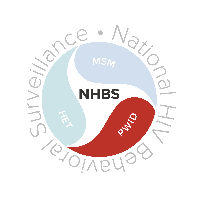 National HIV Behavioral Surveillance •
MSM
NHBS
HET
PWID